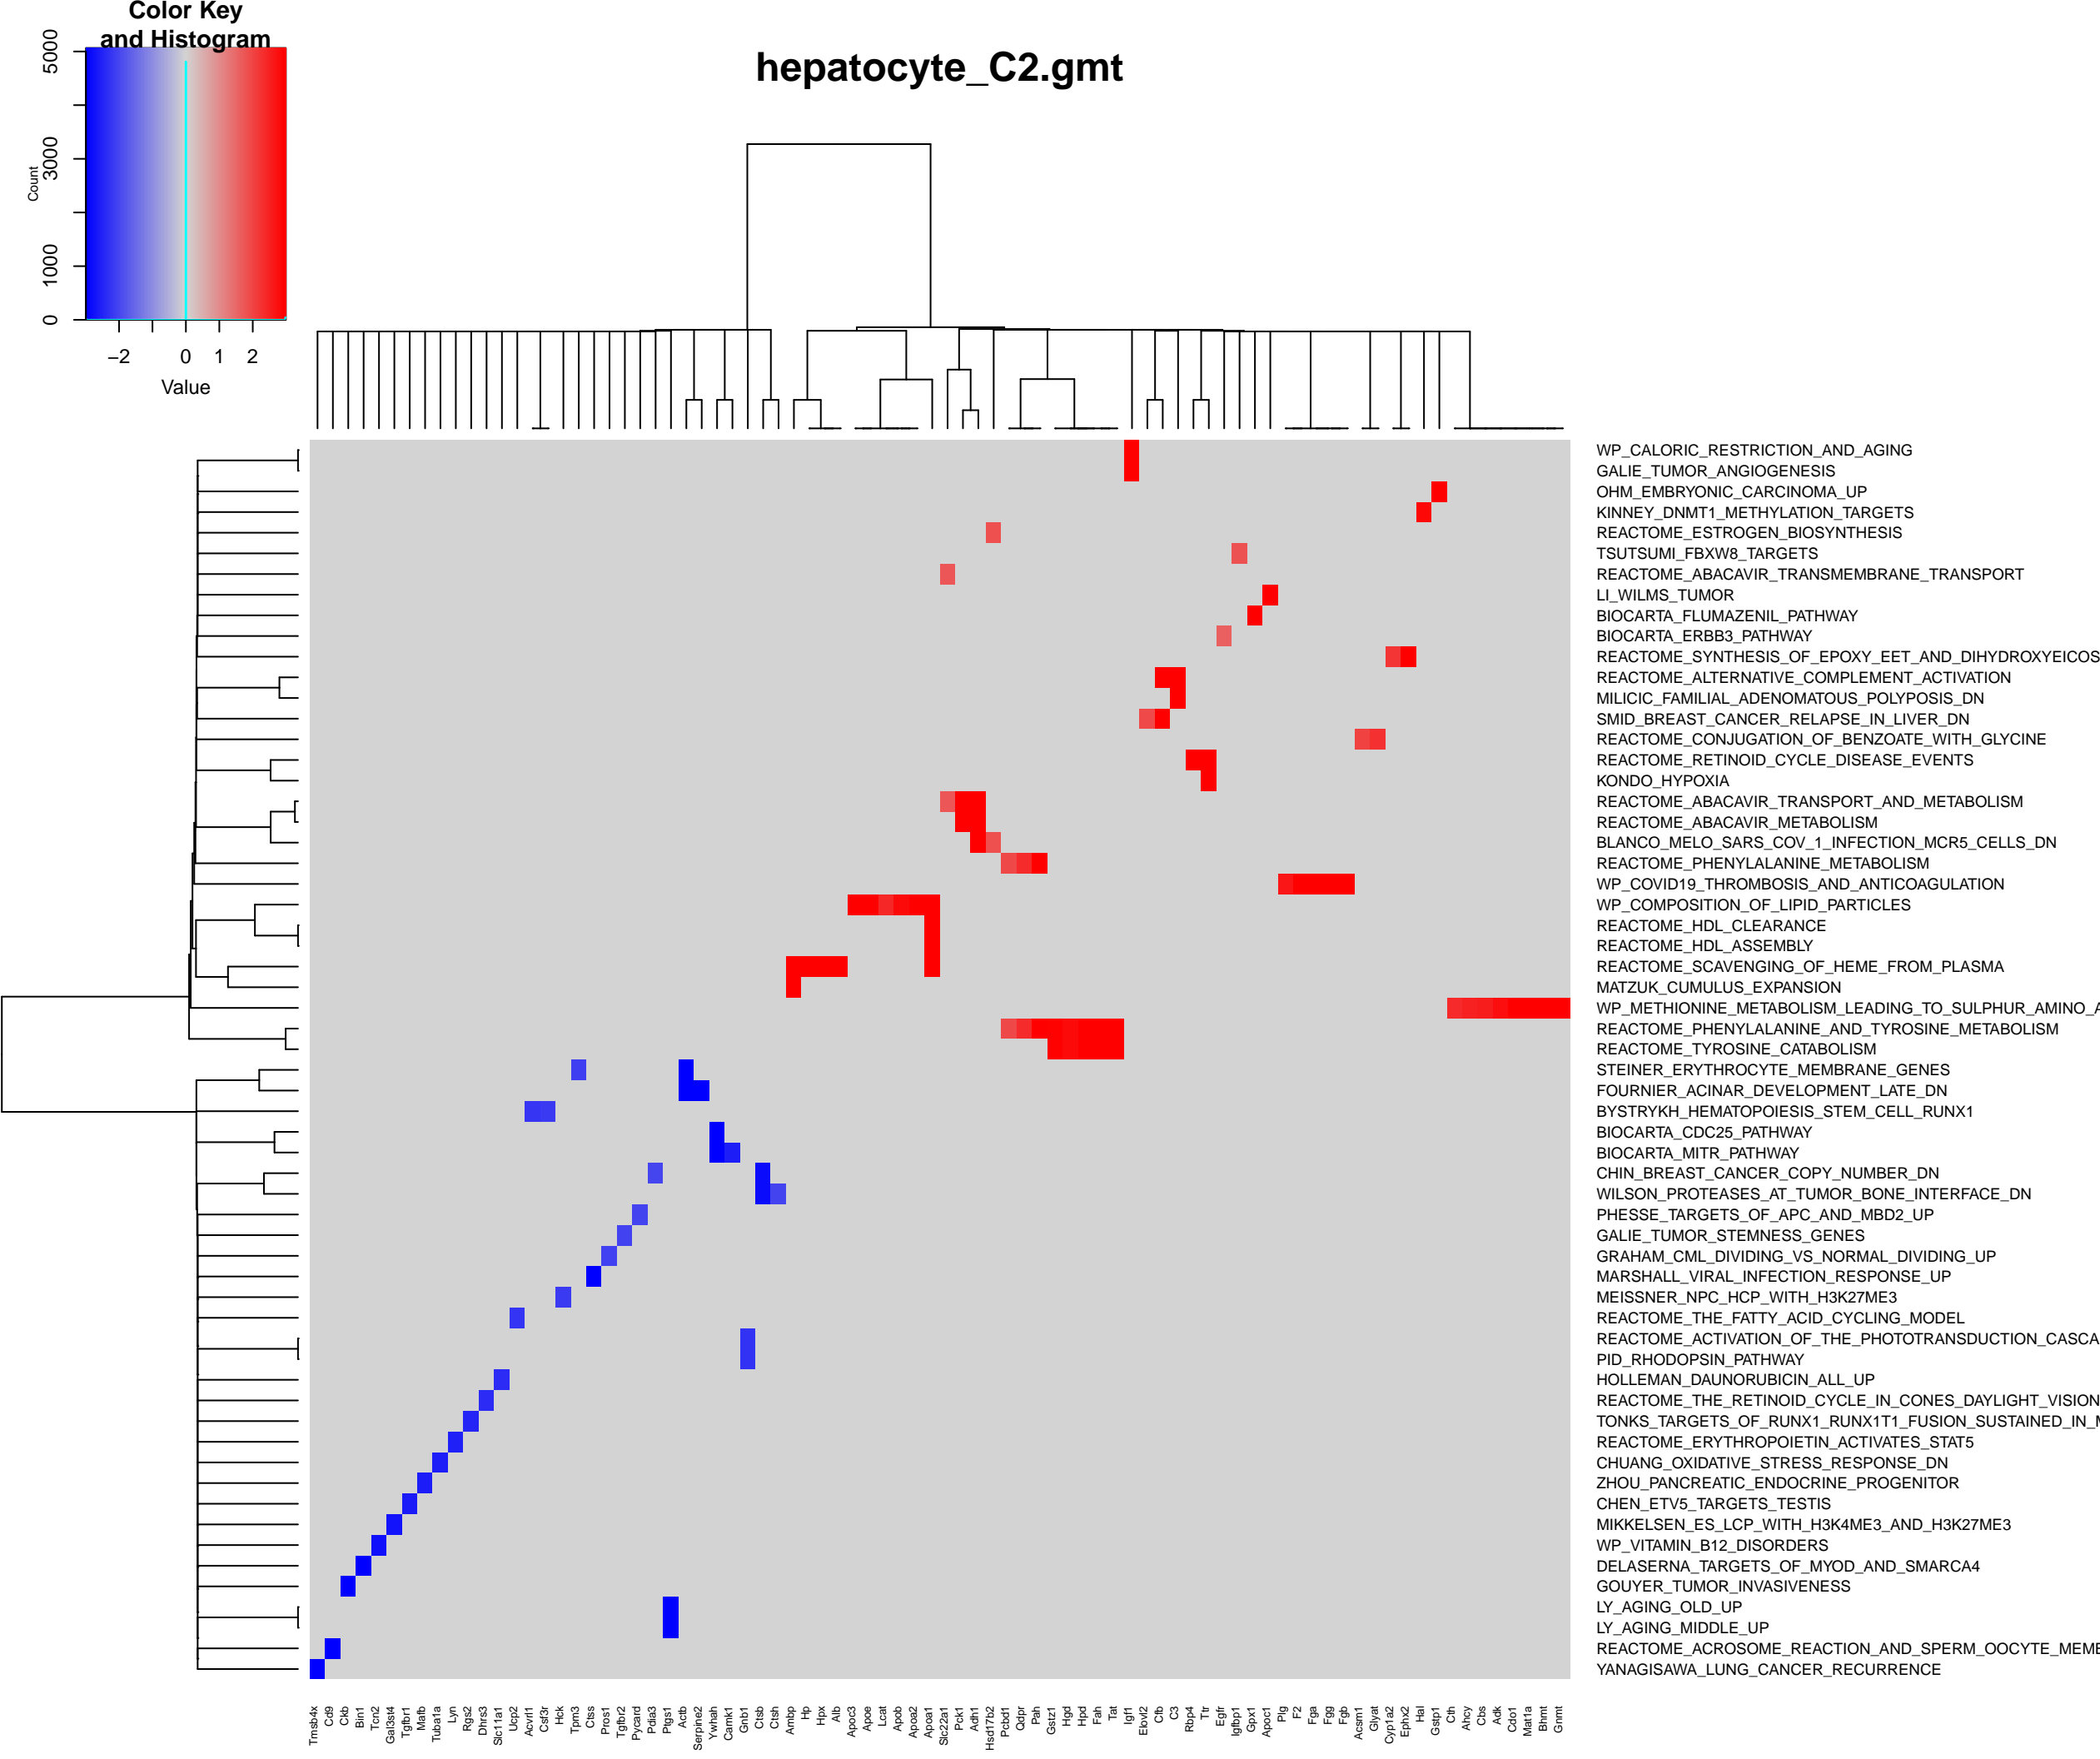 Color Key
and Histogram
hepatocyte_C2.gmt
5000
3000
1000
0
Count
−2 0 1 2
Value
WP_CALORIC_RESTRICTION_AND_AGING
GALIE_TUMOR_ANGIOGENESIS
OHM_EMBRYONIC_CARCINOMA_UP
KINNEY_DNMT1_METHYLATION_TARGETS
REACTOME_ESTROGEN_BIOSYNTHESIS
TSUTSUMI_FBXW8_TARGETS
REACTOME_ABACAVIR_TRANSMEMBRANE_TRANSPORT
LI_WILMS_TUMOR
BIOCARTA_FLUMAZENIL_PATHWAY
BIOCARTA_ERBB3_PATHWAY
REACTOME_SYNTHESIS_OF_EPOXY_EET_AND_DIHYDROXYEICOS
REACTOME_ALTERNATIVE_COMPLEMENT_ACTIVATION
MILICIC_FAMILIAL_ADENOMATOUS_POLYPOSIS_DN
SMID_BREAST_CANCER_RELAPSE_IN_LIVER_DN
REACTOME_CONJUGATION_OF_BENZOATE_WITH_GLYCINE
REACTOME_RETINOID_CYCLE_DISEASE_EVENTS
KONDO_HYPOXIA
REACTOME_ABACAVIR_TRANSPORT_AND_METABOLISM
REACTOME_ABACAVIR_METABOLISM
BLANCO_MELO_SARS_COV_1_INFECTION_MCR5_CELLS_DN
REACTOME_PHENYLALANINE_METABOLISM
WP_COVID19_THROMBOSIS_AND_ANTICOAGULATION
WP_COMPOSITION_OF_LIPID_PARTICLES
REACTOME_HDL_CLEARANCE
REACTOME_HDL_ASSEMBLY
REACTOME_SCAVENGING_OF_HEME_FROM_PLASMA
MATZUK_CUMULUS_EXPANSION
WP_METHIONINE_METABOLISM_LEADING_TO_SULPHUR_AMINO_A
REACTOME_PHENYLALANINE_AND_TYROSINE_METABOLISM
REACTOME_TYROSINE_CATABOLISM
STEINER_ERYTHROCYTE_MEMBRANE_GENES
FOURNIER_ACINAR_DEVELOPMENT_LATE_DN
BYSTRYKH_HEMATOPOIESIS_STEM_CELL_RUNX1
BIOCARTA_CDC25_PATHWAY
BIOCARTA_MITR_PATHWAY
CHIN_BREAST_CANCER_COPY_NUMBER_DN
WILSON_PROTEASES_AT_TUMOR_BONE_INTERFACE_DN
PHESSE_TARGETS_OF_APC_AND_MBD2_UP
GALIE_TUMOR_STEMNESS_GENES
GRAHAM_CML_DIVIDING_VS_NORMAL_DIVIDING_UP
MARSHALL_VIRAL_INFECTION_RESPONSE_UP
MEISSNER_NPC_HCP_WITH_H3K27ME3
REACTOME_THE_FATTY_ACID_CYCLING_MODEL
REACTOME_ACTIVATION_OF_THE_PHOTOTRANSDUCTION_CASCA
PID_RHODOPSIN_PATHWAY
HOLLEMAN_DAUNORUBICIN_ALL_UP
REACTOME_THE_RETINOID_CYCLE_IN_CONES_DAYLIGHT_VISION
TONKS_TARGETS_OF_RUNX1_RUNX1T1_FUSION_SUSTAINED_IN_M
REACTOME_ERYTHROPOIETIN_ACTIVATES_STAT5
CHUANG_OXIDATIVE_STRESS_RESPONSE_DN
ZHOU_PANCREATIC_ENDOCRINE_PROGENITOR
CHEN_ETV5_TARGETS_TESTIS
MIKKELSEN_ES_LCP_WITH_H3K4ME3_AND_H3K27ME3
WP_VITAMIN_B12_DISORDERS
DELASERNA_TARGETS_OF_MYOD_AND_SMARCA4
GOUYER_TUMOR_INVASIVENESS
LY_AGING_OLD_UP
LY_AGING_MIDDLE_UP
REACTOME_ACROSOME_REACTION_AND_SPERM_OOCYTE_MEMB
YANAGISAWA_LUNG_CANCER_RECURRENCE
Tmsb4x
Cd9
Ckb
Bin1
Tcn2
Gal3st4
Tgfbr1
Mafb
Tuba1a
Lyn
Rgs2
Dhrs3
Slc11a1
Ucp2
Acvrl1
Csf3r
Hck
Tpm3
Ctss
Pros1
Tgfbr2
Pycard
Pdia3
Ptgs1
Actb
Serpine2
Ywhah
Camk1
Gnb1
Ctsb
Ctsh
Ambp
Hp
Hpx
Alb
Apoc3
Apoe
Lcat
Apob
Apoa2
Apoa1
Slc22a1
Pck1
Adh1
Hsd17b2
Pcbd1
Qdpr
Pah
Gstz1
Hgd
Hpd
Fah
Tat
Igf1
Elovl2
Cfb
C3
Rbp4
Ttr
Egfr
Igfbp1
Gpx1
Apoc1
Plg
F2
Fga
Fgg
Fgb
Acsm1
Glyat
Cyp1a2
Ephx2
Hal
Gstp1
Cth
Ahcy
Cbs
Adk
Cdo1
Mat1a
Bhmt
Gnmt